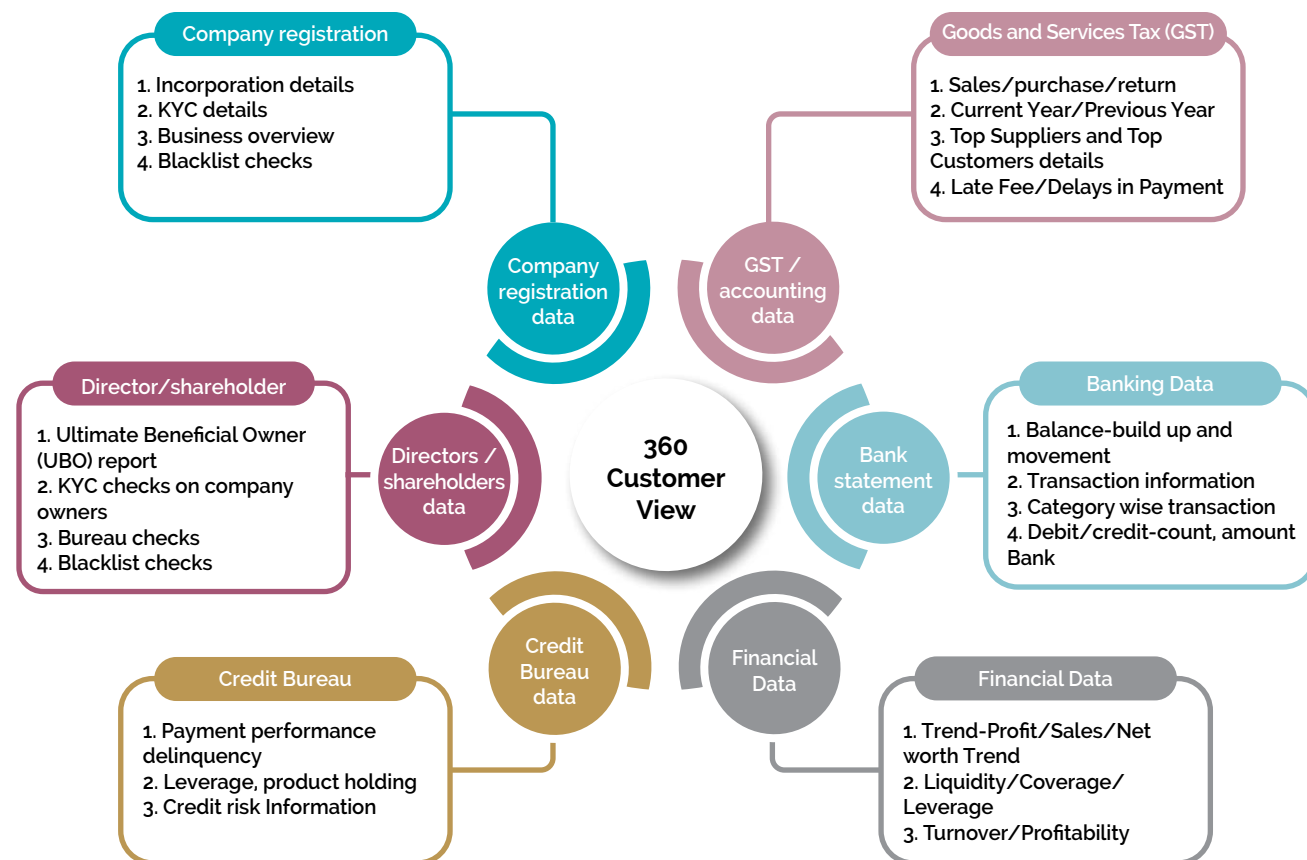 Company registration
1. Incorporation details
2. KYC details
3. Business overview
4. Blacklist checks
Goods and Services Tax (GST)
1. Sales/purchase/return
2. Current Year/Previous Year
3. Top Suppliers and Top
Customers details
4. Late Fee/Delays in Payment
Company
registration
data
GST /
accounting
data
Director/shareholder
1. Ultimate Beneficial Owner
(UBO) report
2. KYC checks on company
owners
3. Bureau checks
4. Blacklist checks
Directors /
shareholders
data
360
Customer
View
Bank
statement
data
Banking Data
1. Balance-build up and
movement
2. Transaction information
3. Category wise transaction
4. Debit/credit-count, amount
Bank
Credit
Bureau
data
Financial
Data
Credit Bureau
1. Payment performance
delinquency
2. Leverage, product holding
3. Credit risk Information
Financial Data
1. Trend-Profit/Sales/Net
worth Trend
2. Liquidity/Coverage/
Leverage
3. Turnover/Profitability